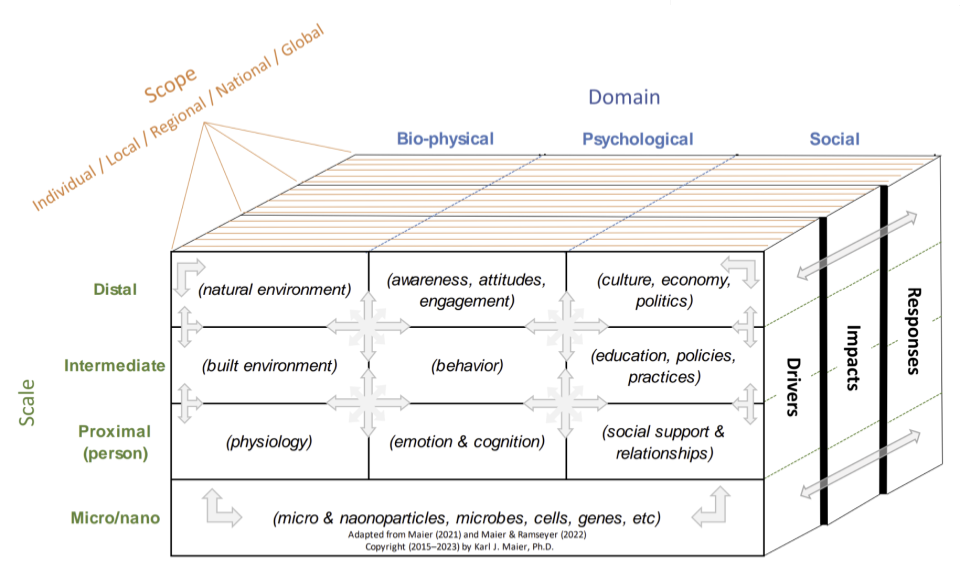 Scope
Individual / Local / Regional / National / Global
Domain
Bio-physical
Psychological
Social
Scale
Distal
(natural environment)
(awareness, attitudes,
engagement)
(culture, economy,
politics)
Intermediate
(built environment)
(behavior)
(education, policies,
practices)
Proximal
(person)
(physiology)
(emotion & cognition)
(social support &
relationships)
Micro/nano
(micro & naonoparticles, microbes, cells, genes, etc)
Adapted from Maier (2021) and Maier & Ramseyer (2022)
Copyright (2015–2023) by Karl J. Maier, Ph.D.
Drivers
Impacts
Responses